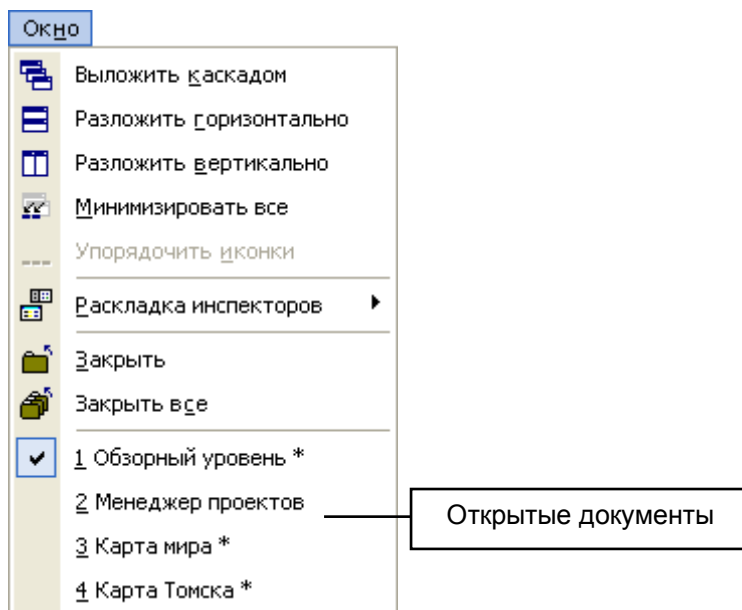 Окно
Выложить каскадом
Разложить горизонтально
Разложить вертикально
Минимизировать все
Упорядочить иконки
Раскладка инспекторов
Закрыть
Закрыть все
1 Обзорный уровень *
2 Менеджер проектов
Открытые документы
3 Карта мира *
4 Карта Томска *